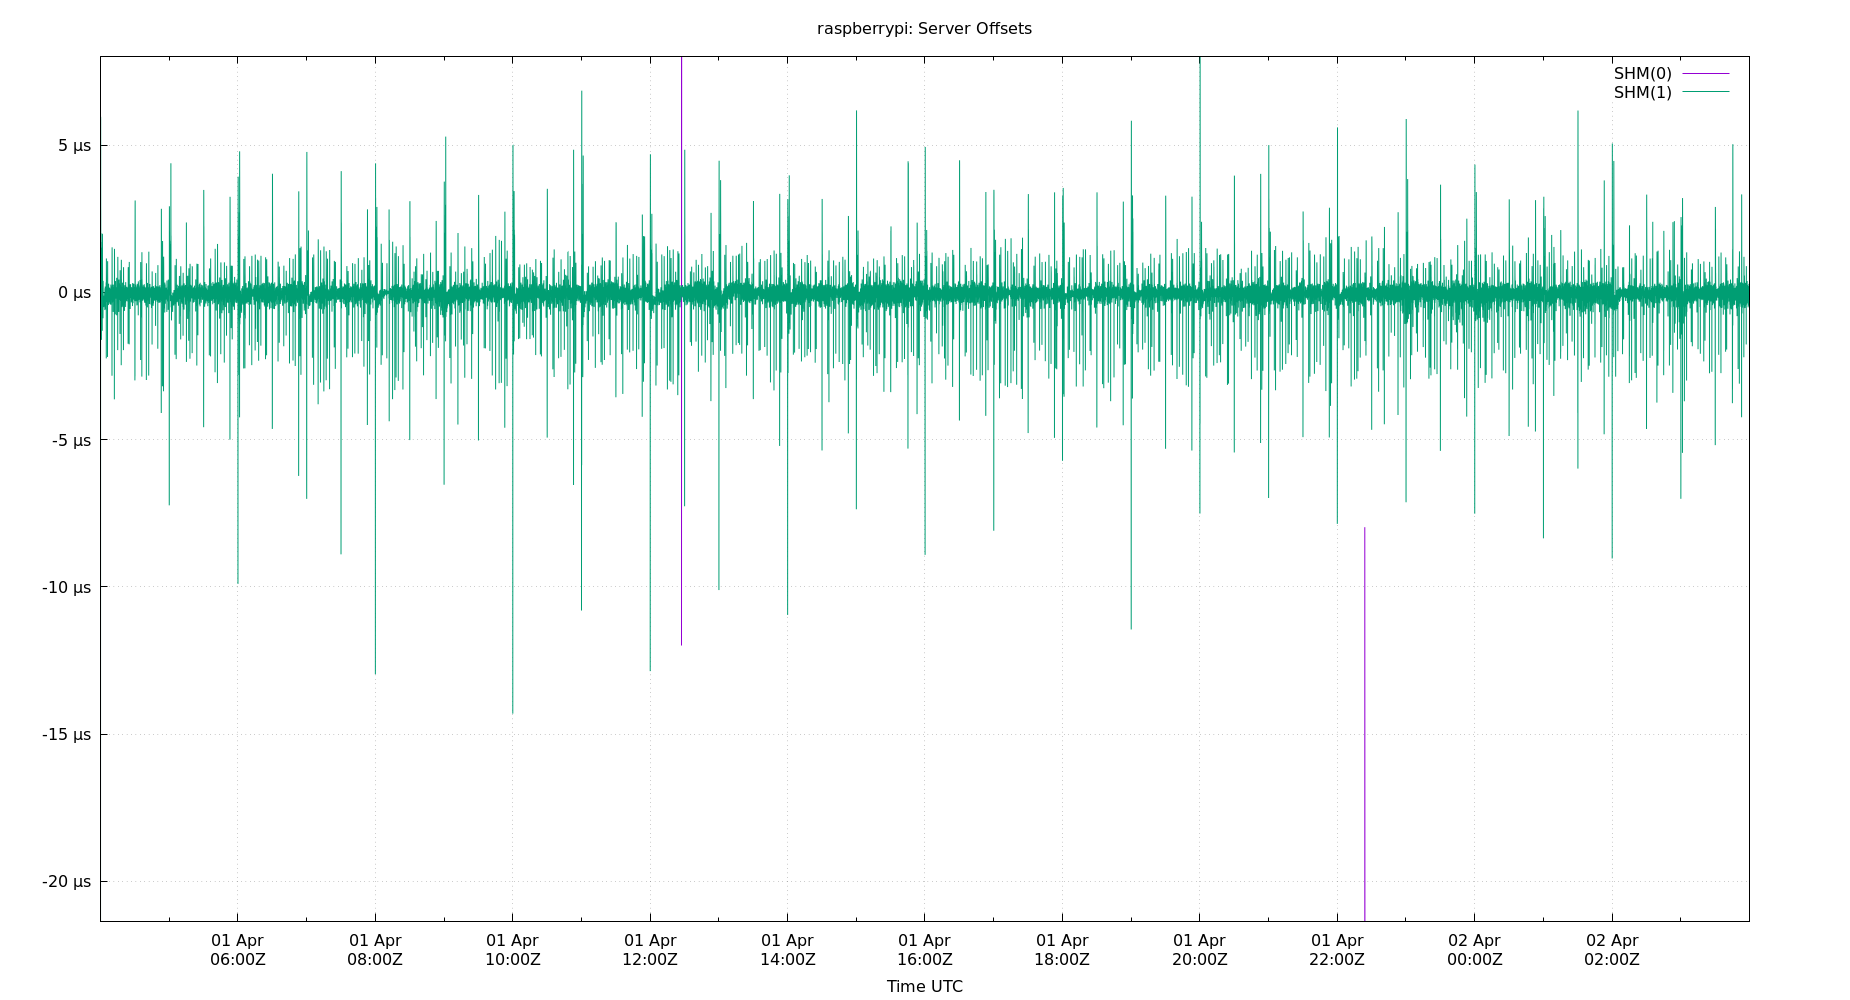 raspberrypi: Server Offsets
SHM(0)
SHM(1)
5 µs
0 µs
-5 µs
-10 µs
-15 µs
-20 µs
01 Apr 01 Apr 01 Apr 01 Apr 01 Apr 01 Apr 01 Apr 01 Apr 01 Apr 02 Apr 02 Apr
06:00Z 08:00Z 10:00Z 12:00Z 14:00Z 16:00Z 18:00Z 20:00Z 22:00Z 00:00Z 02:00Z
Time UTC